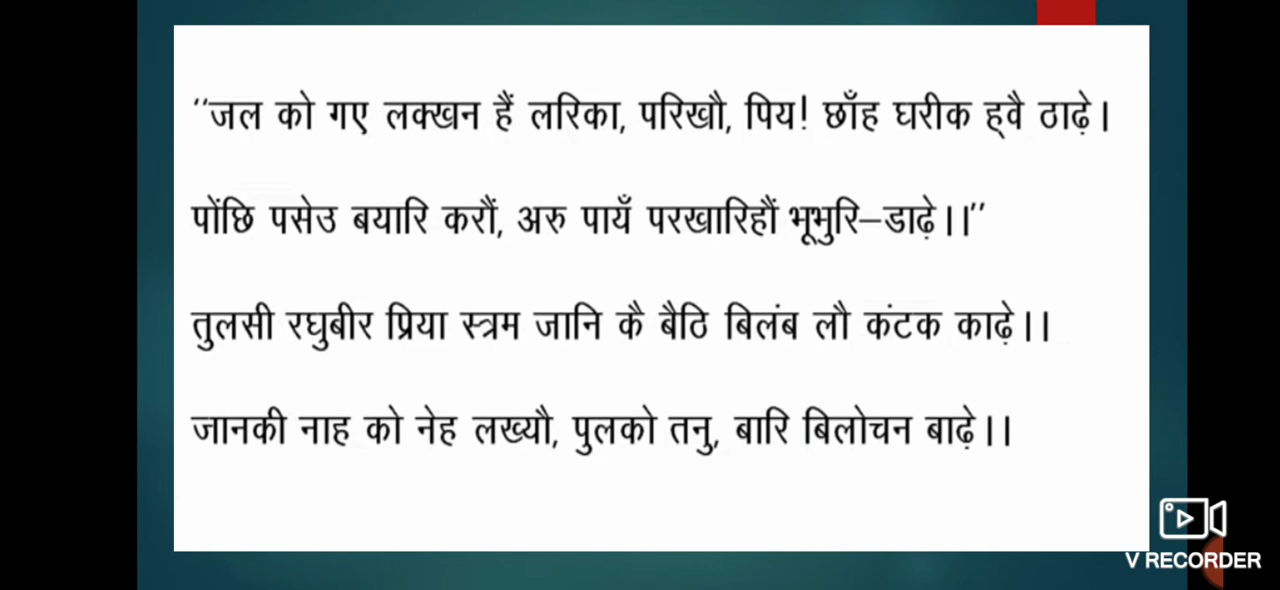 ‘‘जल को गए लक्खन हैं लरिका, परिखौ, पिय! छाँह घरीक ह्वै ठाढ़े।
पोंछि पसेउ बयारि करौं, अरु पायँ परखारिहौं भूभुरि–डाढ़े।।’’
तुलसी रघुबीर प्रिया स्त्रम जानि कै बैठि बिलंब लौ कंटक काढ़े।।
जानकी नाह को नेह लख्यौ, पुलको तनु, बारि बिलोचन बाढ़े।।
V RECORDER